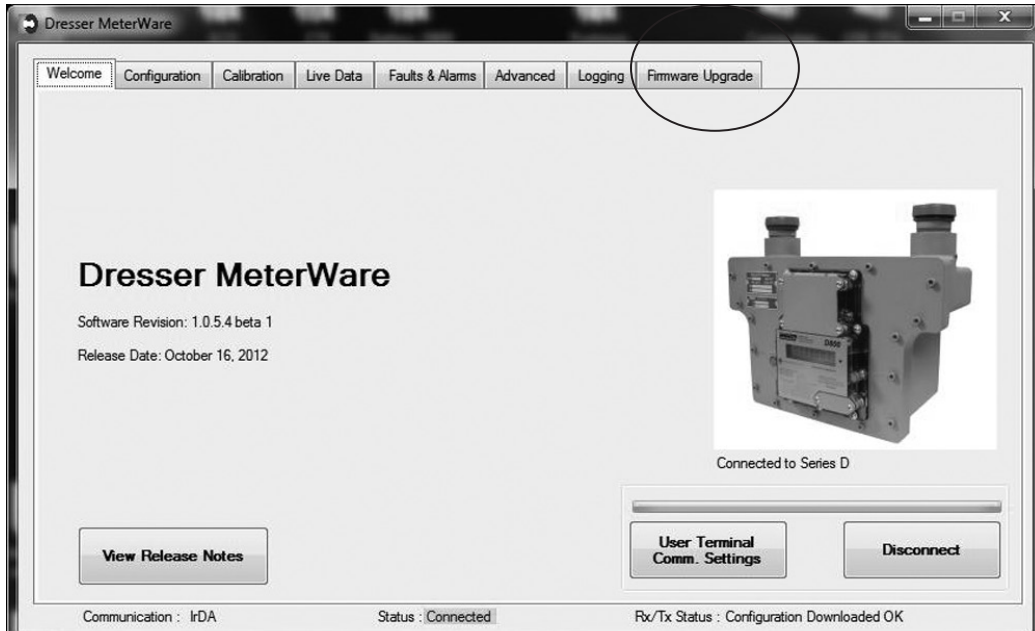 Dresser MeterWare
Welcome Configuration Calibration Live Data Faults & Alarms Advanced Logging Firmware Upgrade
Dresser MeterWare
Software Revision: 1.0.5.4 beta 1
Release Date: October 16, 2012
D800
Connected to Series D
View Release Notes
User Terminal
Comm. Settings
Disconnect
Communication : IrDA Status : Connected Rx/Tx Status : Configuration Downloaded OK